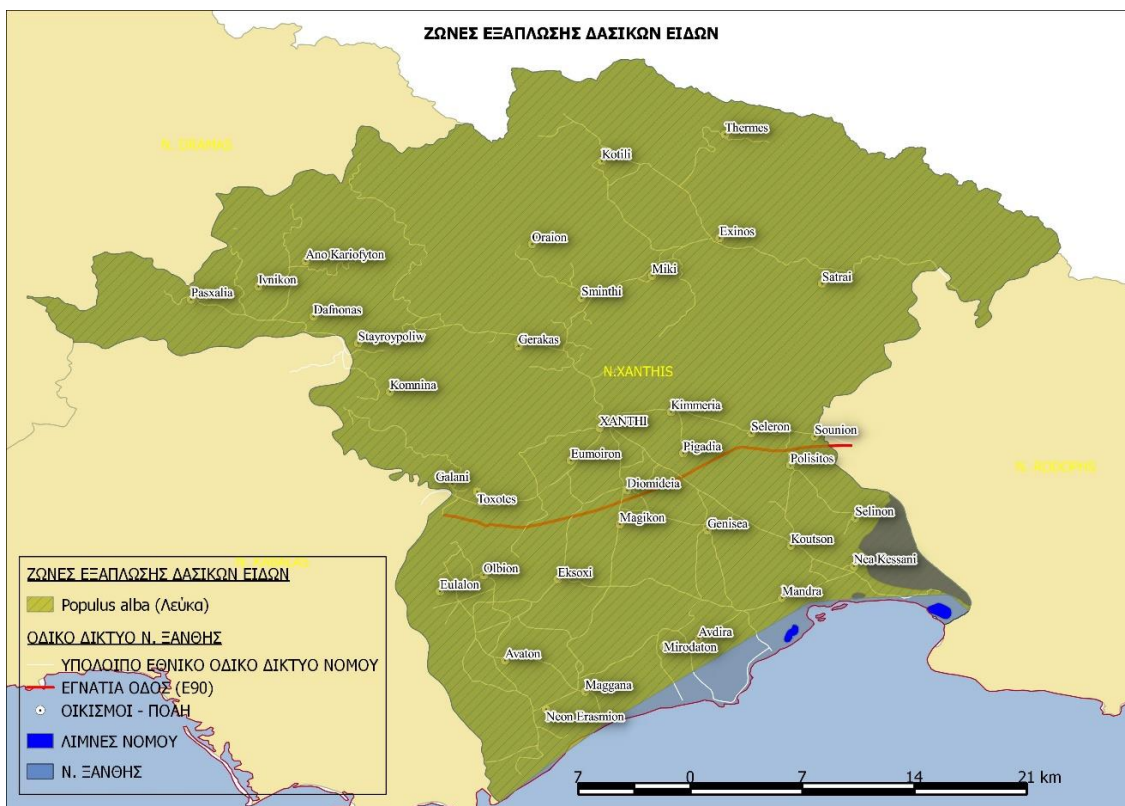 ΖΩΝΕΣ ΕΞΑΠΛΩΣΗΣ ΔΑΣΙΚΩΝ ΕΙΔΩΝ
Thermes
Ν. ΔΡΑΜΑΣ
Kotili
Exinos
Oraion
Ano Kariofyton
Miki
Ivnikon
Satrai
Pasxalia
Sminthi
Dafnonas
Stayroypoliw
Gerakas
N.XANTHIS
Komnina
Kimmeria
XANTHI
Seleron
Sounion
Eumoiron
Pigadia
Polisitos
Ν. ΡΟΔΟΠΗΣ
Galani
Toxotes
Diomideia
Selinon
Magikon
Genisea
Koutson
Nea Kessani
Olbion
Eksoxi
Eulalon
Mandra
Avdira
Mirodaton
Avaton
Maggana
Neon Erasmion
ΖΩΝΕΣ ΕΞΑΠΛΩΣΗΣ ΔΑΣΙΚΩΝ ΕΙΔΩΝ
Populus alba (Λεύκα)
ΟΔΙΚΟ ΔΙΚΤΥΟ Ν. ΞΑΝΘΗΣ
ΥΠΟΛΟΙΠΟ ΕΘΝΙΚΟ ΟΔΙΚΟ ΔΙΚΤΥΟ ΝΟΜΟΥ
ΕΓΝΑΤΙΑ ΟΔΟΣ (Ε90)
ΟΙΚΙΣΜΟΙ - ΠΟΛΗ
ΛΙΜΝΕΣ ΝΟΜΟΥ
Ν. ΞΑΝΘΗΣ
7 0 7 14 21 km